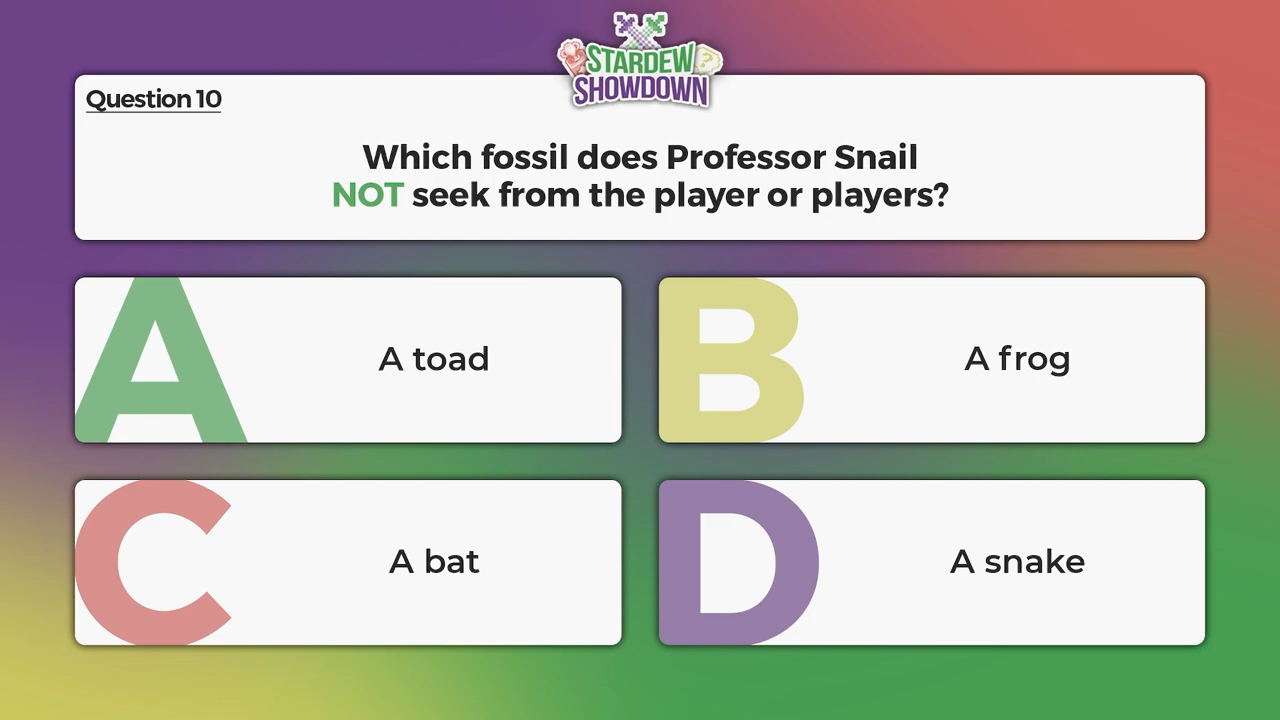 STARDEW
SHOWDOWN
Question 10
Which fossil does Professor Snail
NOT seek from the player or players?
A
A toad
B
A frog
C
A bat
D
A snake